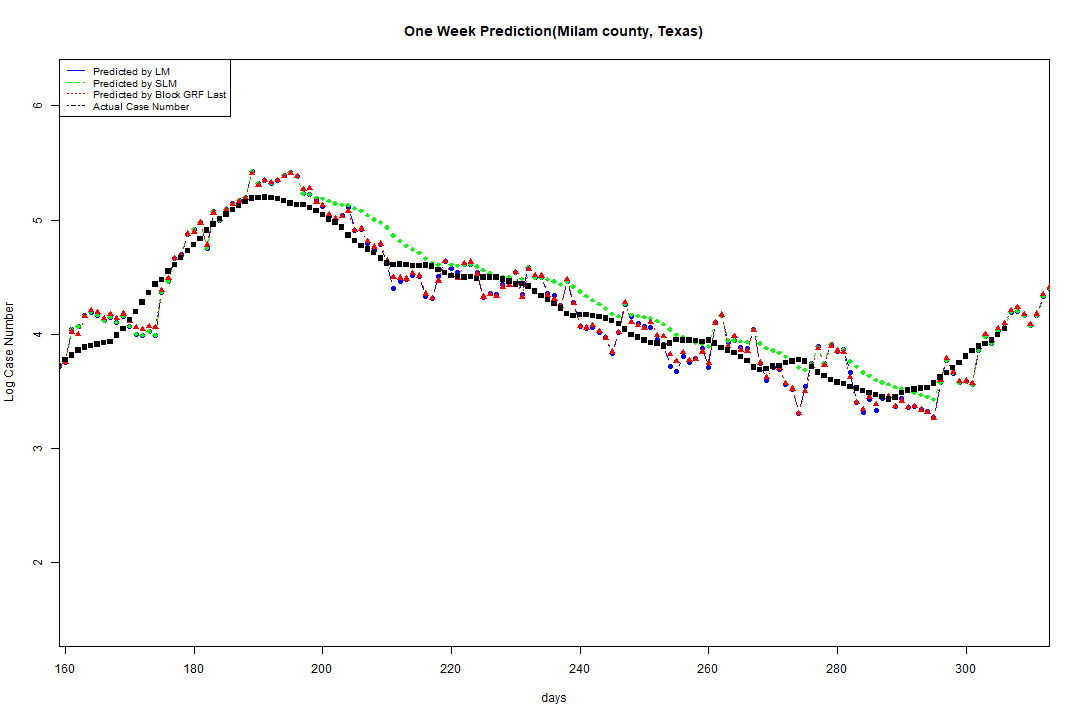 One Week Prediction(Milam county, Texas)
Predicted by LM
Predicted by SLM
Predicted by Block GRF Last
Actual Case Number
6
5
4
3
2
Log Case Number
160 180 200 220 240 260 280 300
days